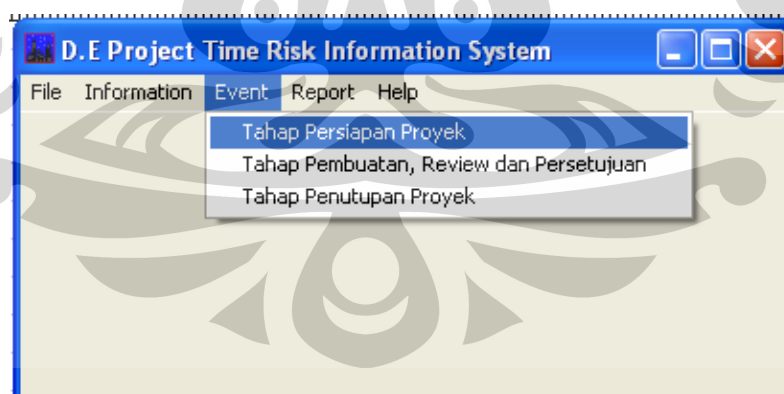 D.E Project Time Risk Information System
File Information Event Report Help
Tahap Persiapan Proyek
Tahap Pembuatan, Review dan Persetujuan
Tahap Penutupan Proyek